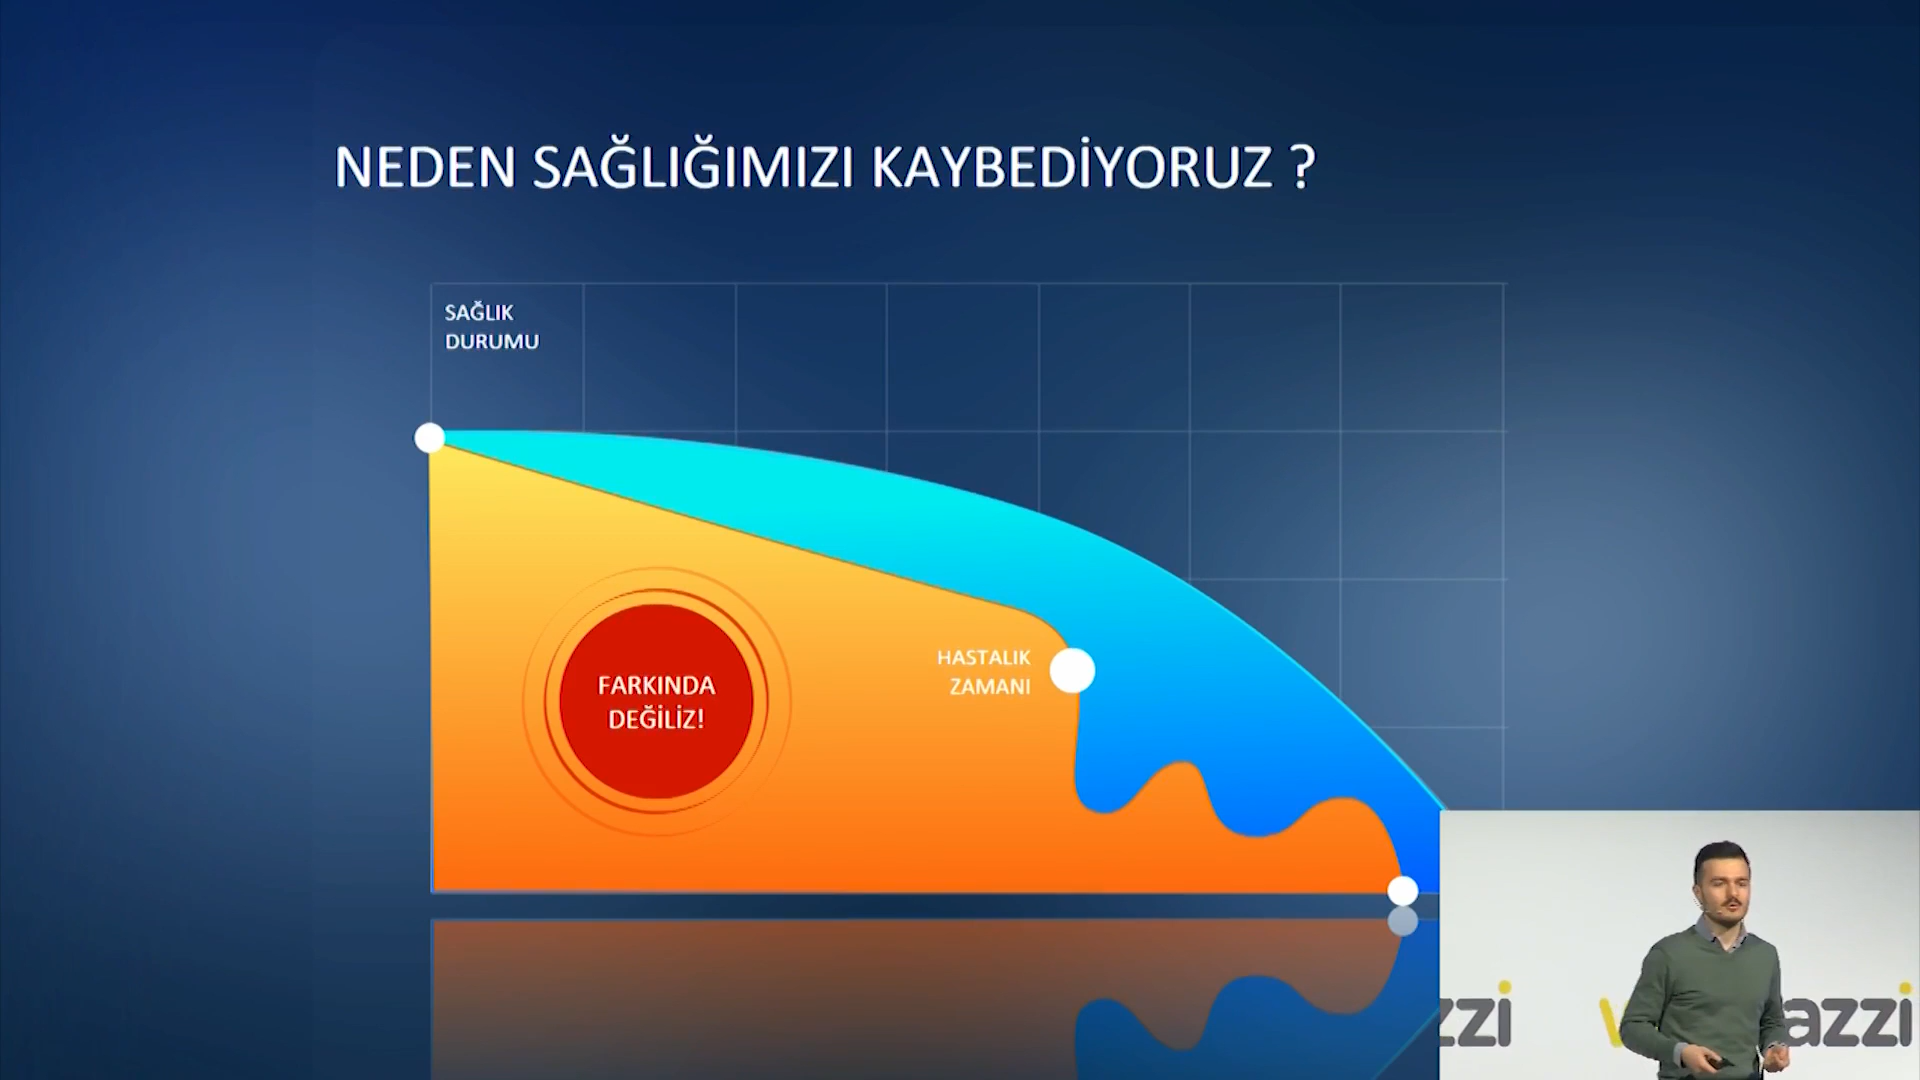 NEDEN SAĞLIĞIMIZI KAYBEDİYORUZ ?
SAĞLIK
DURUMU
HASTALIK
ZAMANI
FARKINDA
DEĞİLİZ!
zzi
azzi